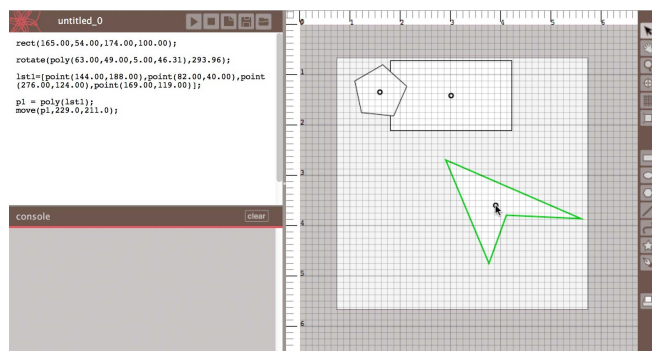 untitled_0
rect(165.00,54.00,174.00,100.00);
rotate(poly(63.00,49.00,5.00,46.31),293.96);
lst1=[point(144.00,188.00),point(82.00,40.00),point
(276.00,124.00),point(169.00,119.00)];
p1 = poly(lst1);
move(p1,229.0,211.0);
console
clear
0 1 2 3 4 5 6
1
2
3
4
5
6